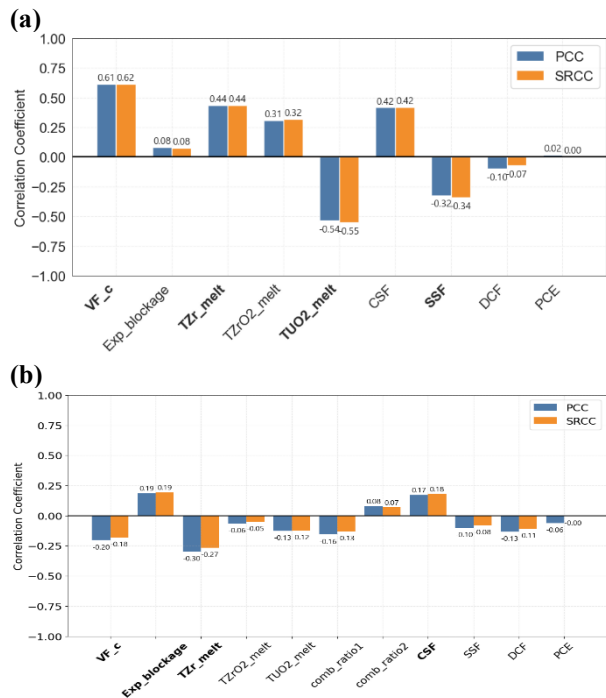 (a)
1.00
0.75
0.50
0.25
0.00
−0.25
−0.50
−0.75
−1.00
Correlation Coefficient
PCC
SRCC
0.61 0.62
0.08 0.08
0.44 0.44
0.31 0.32
-0.54 -0.55
0.42 0.42
-0.32 -0.34
-0.10 -0.07
0.02 0.00
VF_c
Exp_blockage
TZr_melt
TZrO2_melt
TUO2_melt
CSF
SSF
DCF
PCE
(b)
1.00
0.75
0.50
0.25
0.00
−0.25
−0.50
−0.75
−1.00
Correlation Coefficient
PCC
SRCC
-0.20 -0.18
0.19 0.19
-0.30 -0.27
-0.06 -0.05
-0.13 -0.12
-0.16 -0.14
0.08 0.07
0.17 0.18
-0.10 -0.08
-0.13 -0.11
-0.06 -0.00
VF_c
Exp_blockage
TZr_melt
TZrO2_melt
TUO2_melt
comb_ratio1
comb_ratio2
CSF
SSF
DCF
PCE